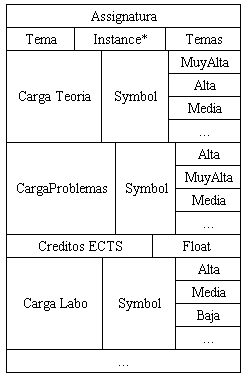 Assignatura
Tema Instance* Temas
Carga Teoria Symbol MuyAlta
Alta
Media
...
CargaProblemas Symbol Alta
MuyAlta
Media
...
Creditos ECTS Float
Carga Labo Symbol Alta
Media
Baja
...
...